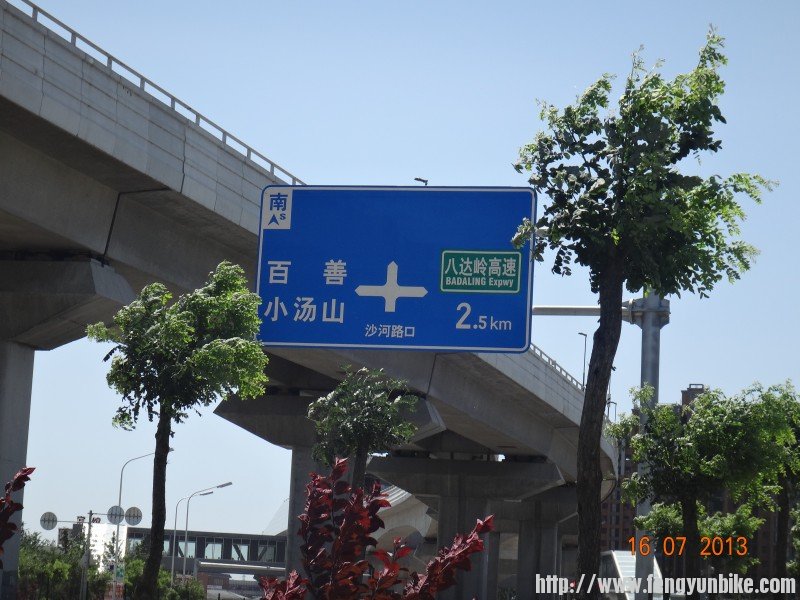 南
S
百善
小汤山
八达岭高速
BADALING Expwy
2.5km
沙河路口
16 07 2013
http://www.fengyunbike.com